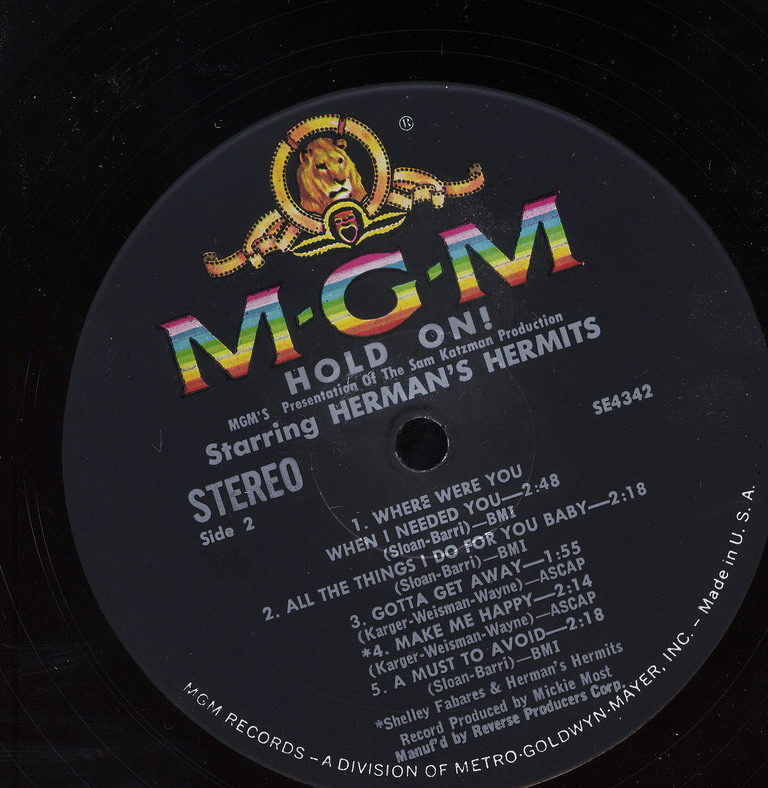 ®
M·G·M
HOLD ON!
MGM'S Presentation Of The Sam Katzman Production
Starring HERMAN'S HERMITS
SE4342
STEREO
Side 2
1. WHERE WERE YOU
WHEN I NEEDED YOU—2:48
(Sloan-Barri)—BMI
2. ALL THE THINGS I DO FOR YOU BABY—2:18
(Sloan-Barri)—BMI
3. GOTTA GET AWAY—1:55
(Karger-Weisman-Wayne)—ASCAP
*4. MAKE ME HAPPY—2:14
(Karger-Weisman-Wayne)—ASCAP
5. A MUST TO AVOID—2:18
(Sloan-Barri)—BMI
*Shelley Fabares & Herman's Hermits
Record Produced by Mickie Most
Manuf'd by Reverse Producers Corp.
MGM RECORDS – A DIVISION OF METRO-GOLDWYN-MAYER, INC. – Made in U. S. A.